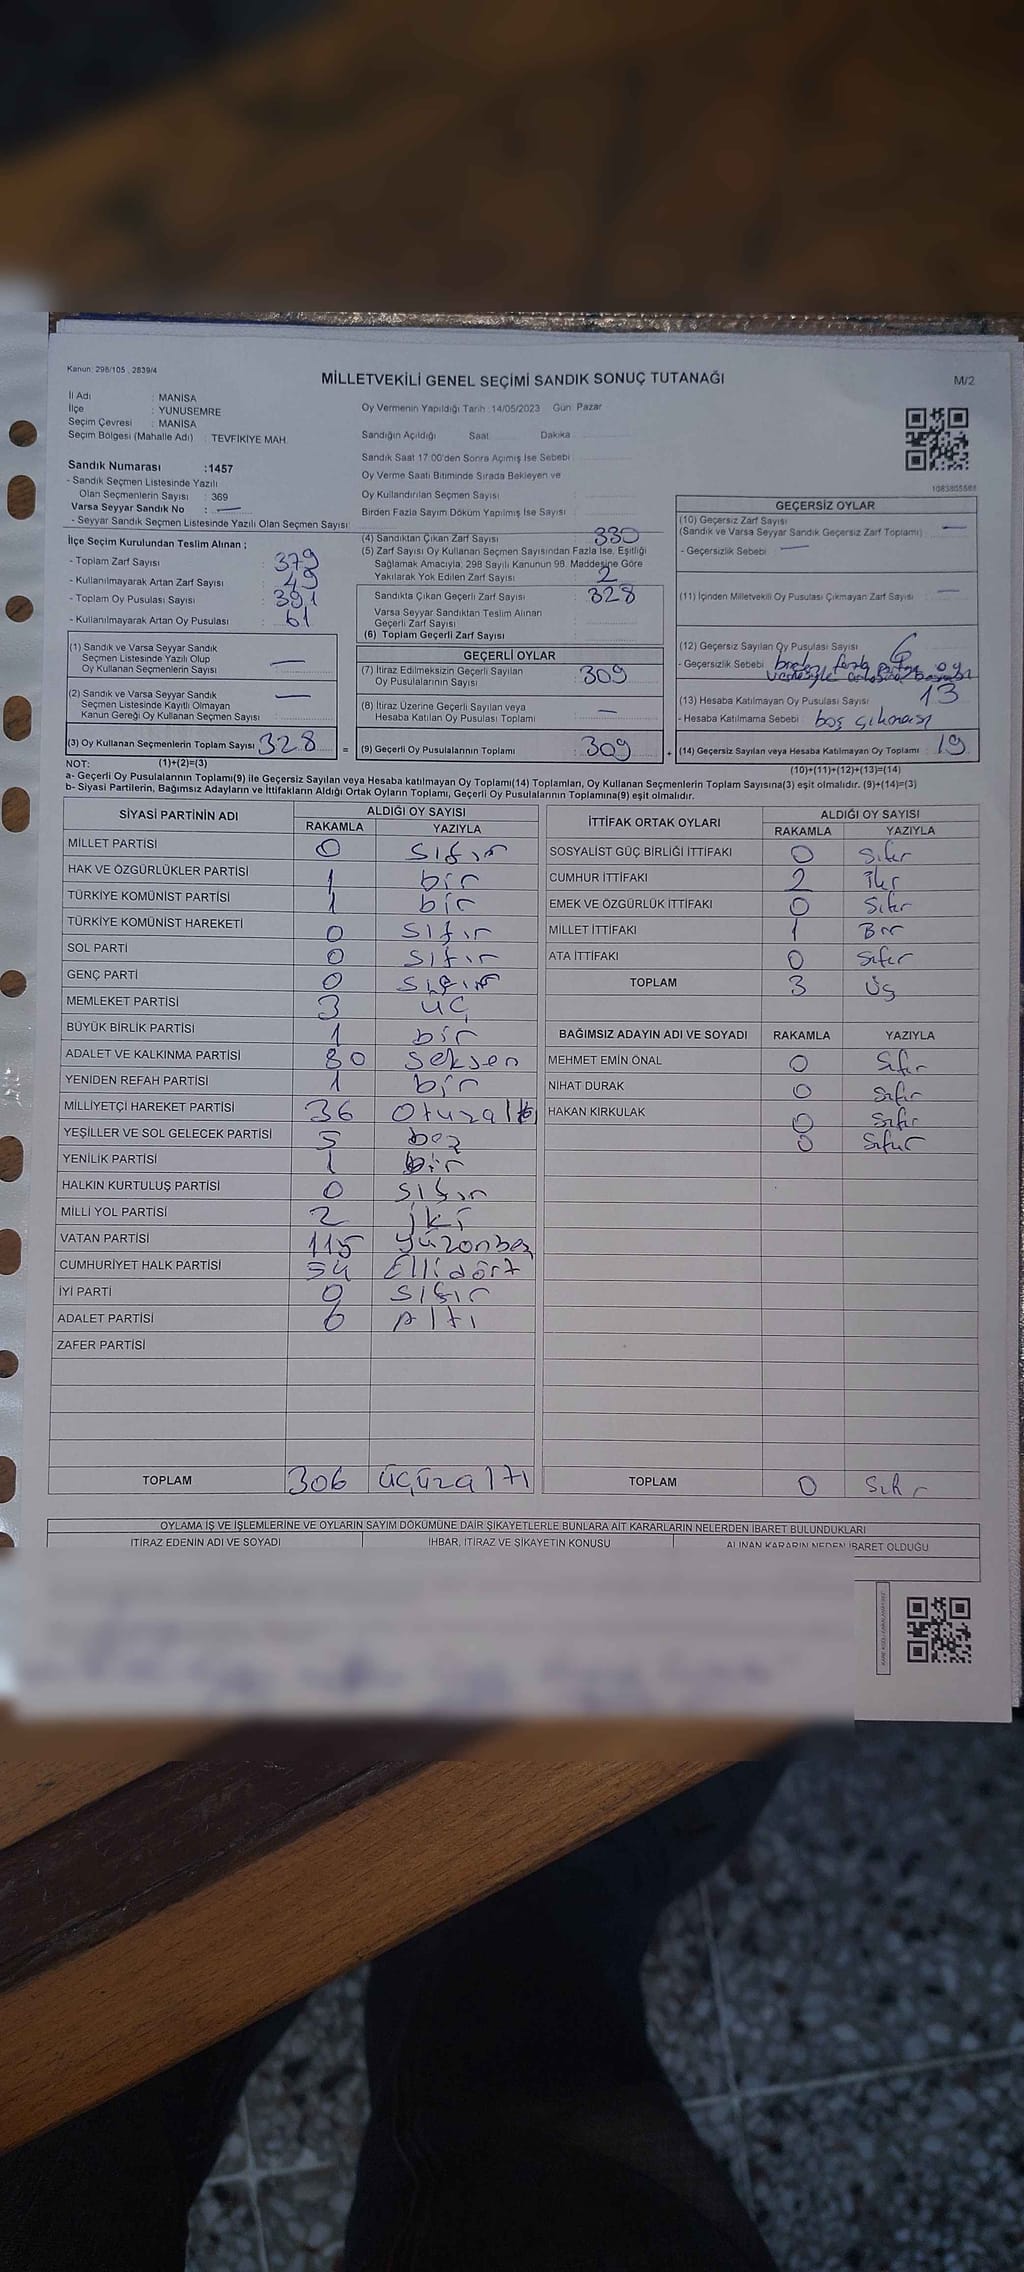 Kanun: 298/105 , 2839/4
MİLLETVEKİLİ GENEL SEÇİMİ SANDIK SONUÇ TUTANAĞI
M/2
İl Adı : MANİSA
İlçe : YUNUSEMRE
Seçim Çevresi : MANİSA
Seçim Bölgesi (Mahalle Adı) : TEVFİKİYE MAH.
Oy Vermenin Yapıldığı Tarih : 14/05/2023 Gün: Pazar
Sandığın Açıldığı Saat Dakika
Sandık Saat 17:00'den Sonra Açımış İse Sebebi :
Oy Verme Saati Bitiminde Sırada Bekleyen ve
Oy Kullandırılan Seçmen Sayısı :
Birden Fazla Sayım Döküm Yapılmış İse Sayısı :
Sandık Numarası :1457
- Sandık Seçmen Listesinde Yazılı
Olan Seçmenlerin Sayısı : 369
Varsa Seyyar Sandık No : —
- Seyyar Sandık Seçmen Listesinde Yazılı Olan Seçmen Sayısı:
İlçe Seçim Kurulundan Teslim Alınan ;
- Toplam Zarf Sayısı : 379
- Kullanılmayarak Artan Zarf Sayısı : 49
- Toplam Oy Pusulası Sayısı : 391
- Kullanılmayarak Artan Oy Pusulası : 61
(1) Sandık ve Varsa Seyyar Sandık
Seçmen Listesinde Yazılı Olup
Oy Kullanan Seçmenlerin Sayısı : —
(2) Sandık ve Varsa Seyyar Sandık
Seçmen Listesinde Kayıtlı Olmayan
Kanun Gereği Oy Kullanan Seçmen Sayısı : —
(3) Oy Kullanan Seçmenlerin Toplam Sayısı : 328 =
(4) Sandıktan Çıkan Zarf Sayısı : 330
(5) Zarf Sayısı Oy Kullanan Seçmen Sayısından Fazla İse, Eşitliği
Sağlamak Amacıyla, 298 Sayılı Kanunun 98. Maddesine Göre
Yakılarak Yok Edilen Zarf Sayısı : 2
Sandıkta Çıkan Geçerli Zarf Sayısı : 328
Varsa Seyyar Sandıktan Teslim Alınan
Geçerli Zarf Sayısı :
(6) Toplam Geçerli Zarf Sayısı :
GEÇERLİ OYLAR
(7) İtiraz Edilmeksizin Geçerli Sayılan
Oy Pusulalarının Sayısı : 309
(8) İtiraz Üzerine Geçerli Sayılan veya
Hesaba Katılan Oy Pusulası Toplamı : —
(9) Geçerli Oy Pusulalarının Toplamı : 309 +
GEÇERSİZ OYLAR
(10) Geçersiz Zarf Sayısı
(Sandık ve Varsa Seyyar Sandık Geçersiz Zarf Toplamı) : —
- Geçersizlik Sebebi : —
(11) İçinden Milletvekili Oy Pusulası Çıkmayan Zarf Sayısı : —
(12) Geçersiz Sayılan Oy Pusulası Sayısı : 6
- Geçersizlik Sebebi : birden fazla oy
(13) Hesaba Katılmayan Oy Pusulası Sayısı : 13
- Hesaba Katılmama Sebebi : boş çıkması
(14) Geçersiz Sayılan veya Hesaba Katılmayan Oy Toplamı : 19
NOT: (1)+(2)=(3)
(10)+(11)+(12)+(13)=(14)
a- Geçerli Oy Pusulalarının Toplamı(9) ile Geçersiz Sayılan veya Hesaba katılmayan Oy Toplamı(14) Toplamları, Oy Kullanan Seçmenlerin Toplam Sayısına(3) eşit olmalıdır. (9)+(14)=(3)
b- Siyasi Partilerin, Bağımsız Adayların ve İttifakların Aldığı Ortak Oyların Toplamı, Geçerli Oy Pusulalarının Toplamına(9) eşit olmalıdır.
SİYASİ PARTİNİN ADI ALDIĞI OY SAYISI
RAKAMLA YAZIYLA
MİLLET PARTİSİ 0 sıfır
HAK VE ÖZGÜRLÜKLER PARTİSİ 1 bir
TÜRKİYE KOMÜNİST PARTİSİ 1 bir
TÜRKİYE KOMÜNİST HAREKETİ 0 sıfır
SOL PARTİ 0 sıfır
GENÇ PARTİ 0 sıfır
MEMLEKET PARTİSİ 3 üç
BÜYÜK BİRLİK PARTİSİ 1 bir
ADALET VE KALKINMA PARTİSİ 80 seksen
YENİDEN REFAH PARTİSİ 1 bir
MİLLİYETÇİ HAREKET PARTİSİ 36 otuzaltı
YEŞİLLER VE SOL GELECEK PARTİSİ 5 beş
YENİLİK PARTİSİ 1 bir
HALKIN KURTULUŞ PARTİSİ 0 sıfır
MİLLİ YOL PARTİSİ 2 iki
VATAN PARTİSİ 115 yüzonbeş
CUMHURİYET HALK PARTİSİ 54 Ellidört
İYİ PARTİ 0 sıfır
ADALET PARTİSİ 6 Altı
ZAFER PARTİSİ
TOPLAM 306 üçüzaltı
İTTİFAK ORTAK OYLARI ALDIĞI OY SAYISI
RAKAMLA YAZIYLA
SOSYALİST GÜÇ BİRLİĞİ İTTİFAKI 0 Sıfır
CUMHUR İTTİFAKI 2 İki
EMEK VE ÖZGÜRLÜK İTTİFAKI 0 Sıfır
MİLLET İTTİFAKI 1 Bir
ATA İTTİFAKI 0 Sıfır
TOPLAM 3 Üç
BAĞIMSIZ ADAYIN ADI VE SOYADI RAKAMLA YAZIYLA
MEHMET EMİN ÖNAL 0 Sıfır
NİHAT DURAK 0 Sıfır
HAKAN KIRKULAK 0 Sıfır
0 Sıfır
TOPLAM 0 Sıfır
OYLAMA İŞ VE İŞLEMLERİNE VE OYLARIN SAYIM DÖKÜMÜNE DAİR ŞİKAYETLERLE BUNLARA AİT KARARLARIN NELERDEN İBARET BULUNDUKLARI
İTİRAZ EDENİN ADI VE SOYADI İHBAR, İTİRAZ VE ŞİKAYETİN KONUSU ALINAN KARARIN NEDEN İBARET OLDUĞU